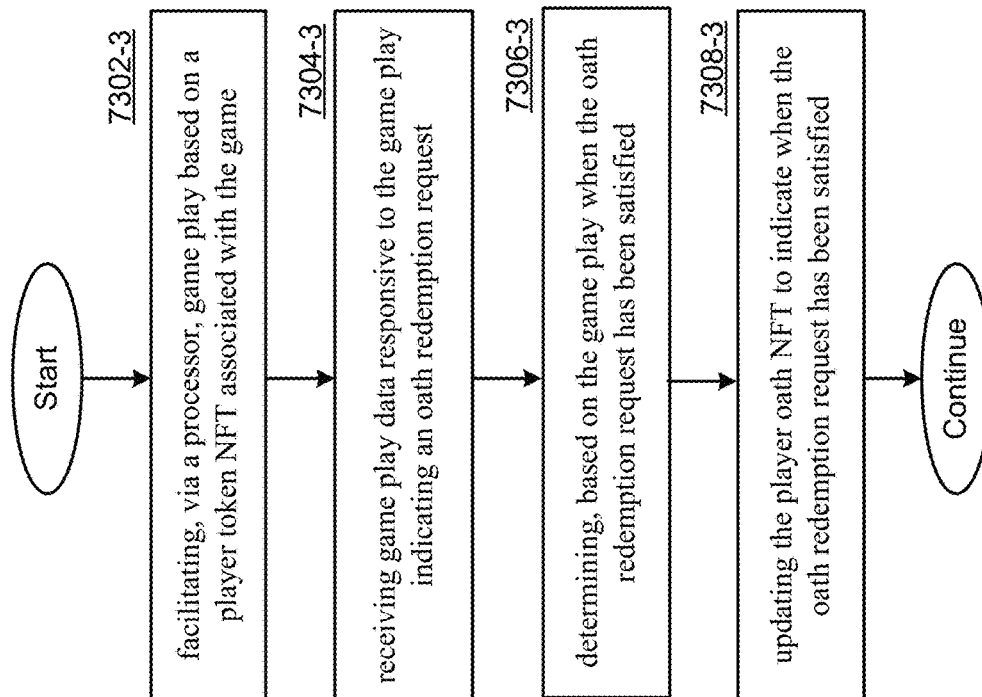 Start
7302-3
facilitating, via a processor, game play based on a
player token NFT associated with the game
7304-3
receiving game play data responsive to the game play
indicating an oath redemption request
7306-3
determining, based on the game play when the oath
redemption request has been satisfied
7308-3
updating the player oath NFT to indicate when the
oath redemption request has been satisfied
Continue